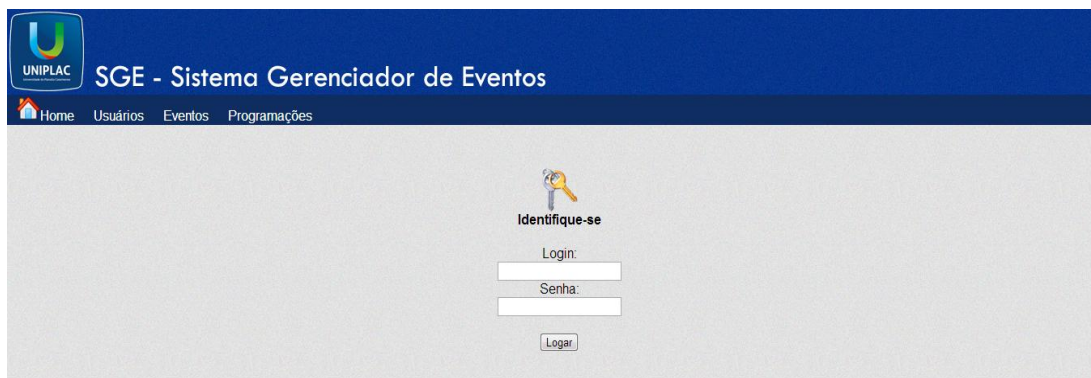 UNIPLAC
SGE - Sistema Gerenciador de Eventos
Home Usuários Eventos Programações
Identifique-se
Login:
Senha:
Logar